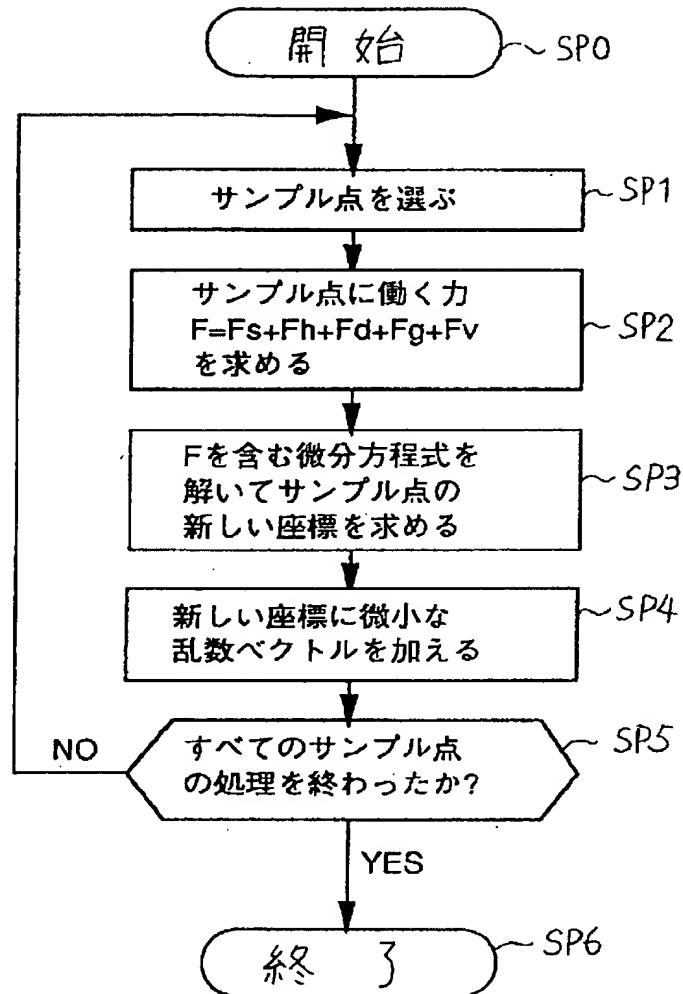 開始
SP0
サンプル点を選ぶ
SP1
サンプル点に働く力
F=Fs+Fh+Fd+Fg+Fv
を求める
SP2
Fを含む微分方程式を
解いてサンプル点の
新しい座標を求める
SP3
新しい座標に微小な
乱数ベクトルを加える
SP4
すべてのサンプル点
の処理を終わったか?
SP5
NO
YES
終了
SP6